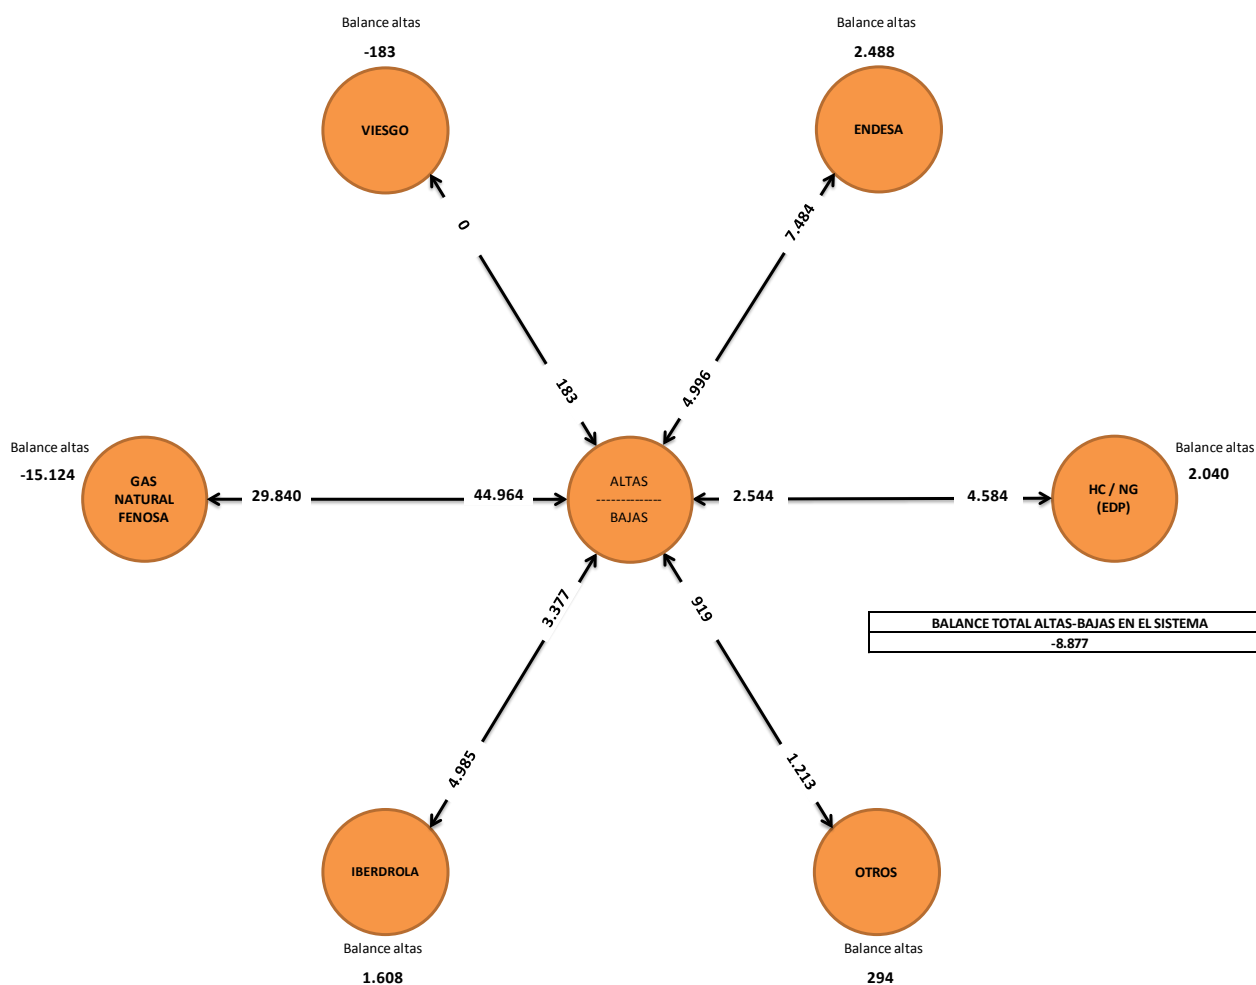 Balance altas
-183
Balance altas
2.488
VIESGO
ENDESA
0
7.484
183
4.996
Balance altas
-15.124
GAS
NATURAL
FENOSA
29.840
44.964
ALTAS
---------------
BAJAS
2.544
4.584
HC / NG
(EDP)
Balance altas
2.040
3.377
919
BALANCE TOTAL ALTAS-BAJAS EN EL SISTEMA
-8.877
4.985
1.213
IBERDROLA
OTROS
Balance altas
1.608
Balance altas
294